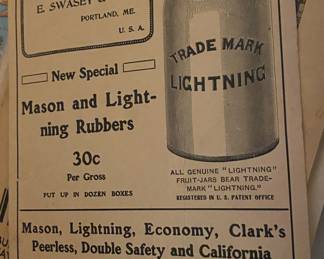 E. SWASEY &
PORTLAND, ME.
U. S. A.
New Special
Mason and Light-
ning Rubbers
30c
Per Gross
PUT UP IN DOZEN BOXES
TRADE MARK
LIGHTNING
ALL GENUINE "LIGHTNING"
FRUIT-JARS BEAR TRADE-
MARK "LIGHTNING."
REGISTERED IN U. S. PATENT OFFICE
Mason, Lightning, Economy, Clark's
Peerless, Double Safety and California